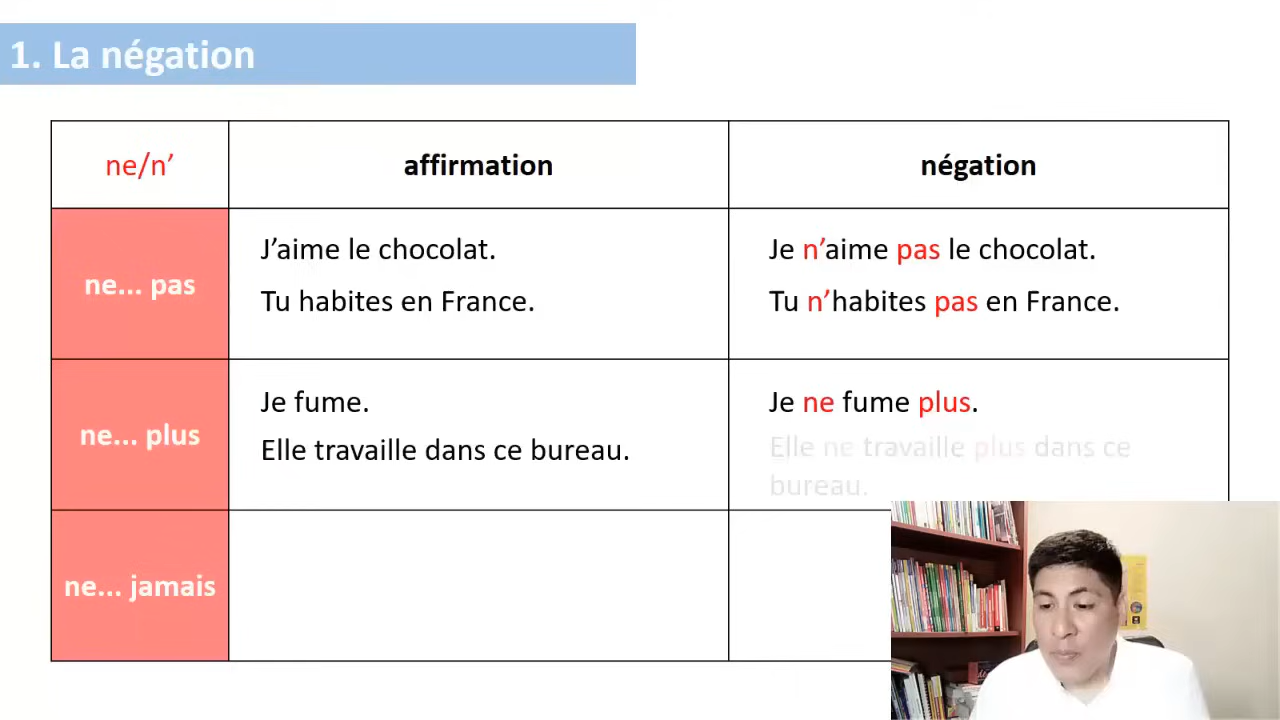 1. La négation
ne/n’
affirmation
négation
ne... pas
J’aime le chocolat.
Tu habites en France.
Je n’aime pas le chocolat.
Tu n’habites pas en France.
ne... plus
Je fume.
Elle travaille dans ce bureau.
Je ne fume plus.
Elle ne travaille plus dans ce
bureau.
ne... jamais